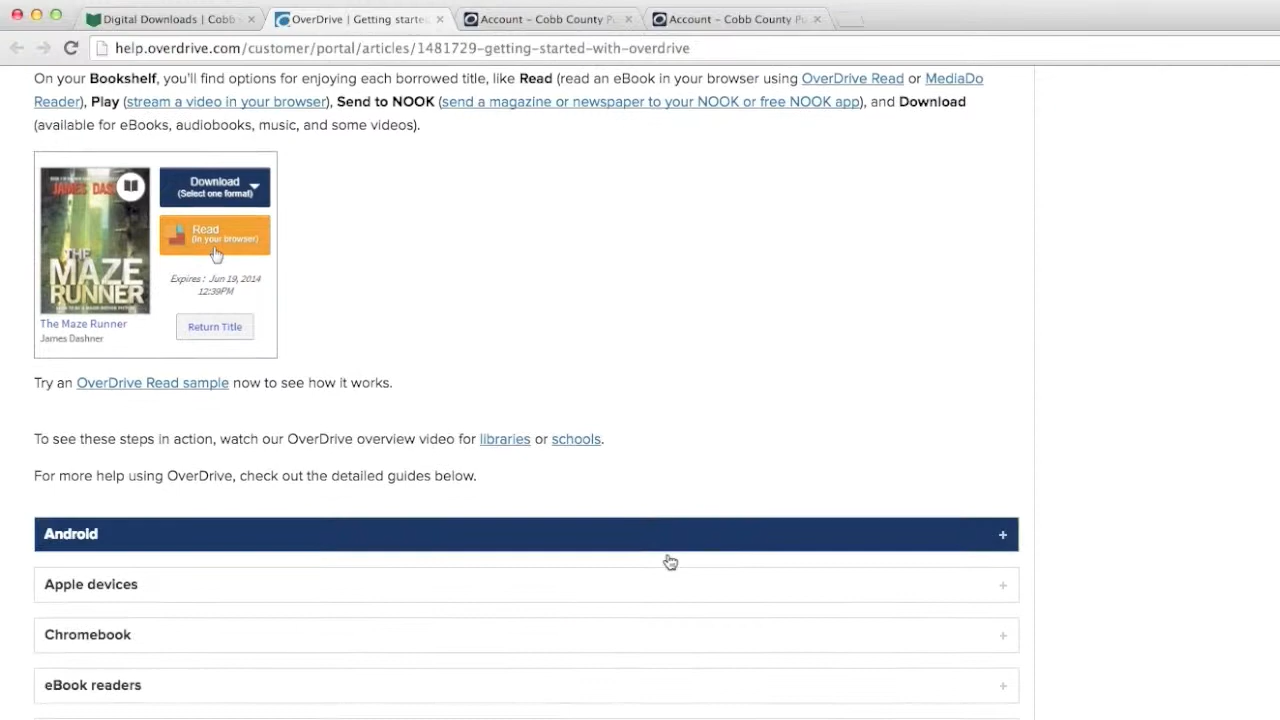 Digital Downloads | Cobb
OverDrive | Getting starte
Account – Cobb County P
Account – Cobb County Pu
help.overdrive.com/customer/portal/articles/1481729-getting-started-with-overdrive
On your Bookshelf, you'll find options for enjoying each borrowed title, like Read (read an eBook in your browser using OverDrive Read or MediaDo
Reader), Play (stream a video in your browser), Send to NOOK (send a magazine or newspaper to your NOOK or free NOOK app), and Download
(available for eBooks, audiobooks, music, and some videos).
JAMES DAS
THE
MAZE
RUNNER
Download
(Select one format)
Read
(in your browser)
Expires : Jun 19, 2014
12:39PM
Return Title
The Maze Runner
James Dashner
Try an OverDrive Read sample now to see how it works.
To see these steps in action, watch our OverDrive overview video for libraries or schools.
For more help using OverDrive, check out the detailed guides below.
Android +
Apple devices +
Chromebook +
eBook readers +